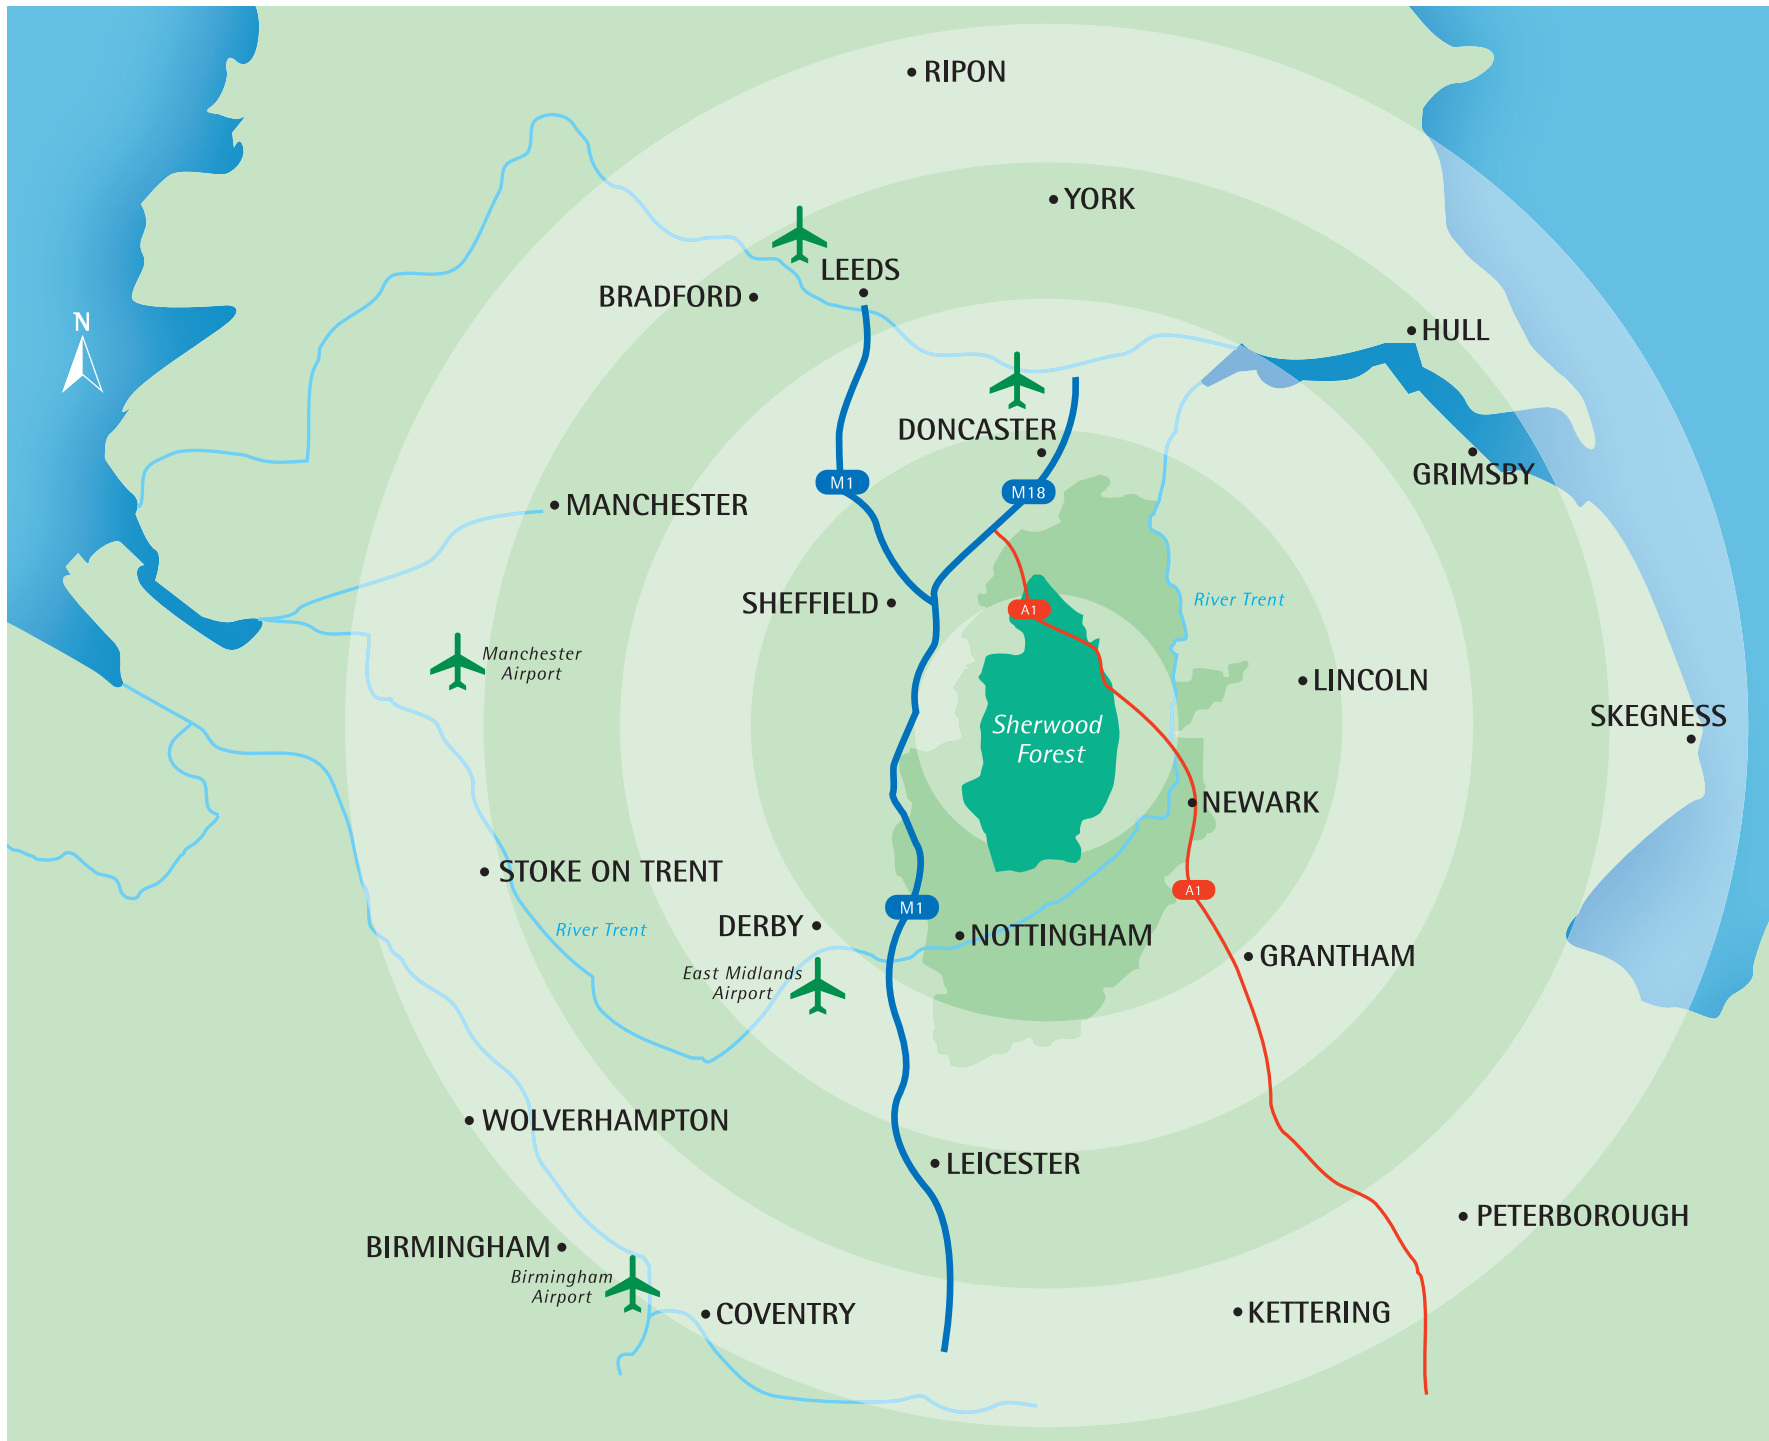 RIPON
YORK
LEEDS
BRADFORD
N
HULL
DONCASTER
GRIMSBY
M1
M18
MANCHESTER
SHEFFIELD
A1
River Trent
Manchester
Airport
LINCOLN
SKEGNESS
Sherwood
Forest
NEWARK
STOKE ON TRENT
A1
M1
DERBY
River Trent
NOTTINGHAM
GRANTHAM
East Midlands
Airport
WOLVERHAMPTON
LEICESTER
PETERBOROUGH
BIRMINGHAM
Birmingham
Airport
COVENTRY
KETTERING